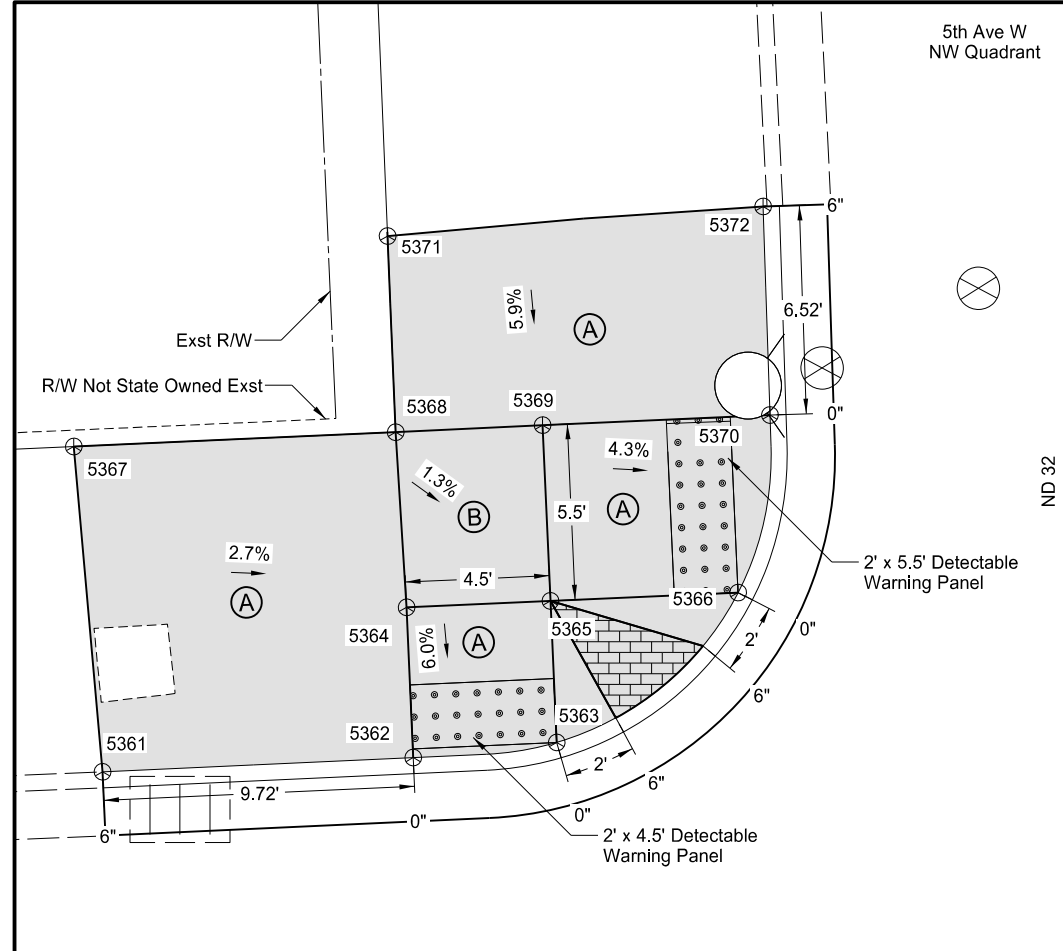 5th Ave W
NW Quadrant
6"
5372
5371
6.52'
5.9%
A
Exst R/W
R/W Not State Owned Exst
5369
5368
0"
5370
5367
4.3%
1.3%
ND 32
B
5.5'
A
2.7%
2' x 5.5' Detectable
Warning Panel
4.5'
A
5366
5364
5365
0"
2'
6.0%
A
6"
5363
5362
5361
2'
6"
9.72'
0"
0"
6"
2' x 4.5' Detectable
Warning Panel